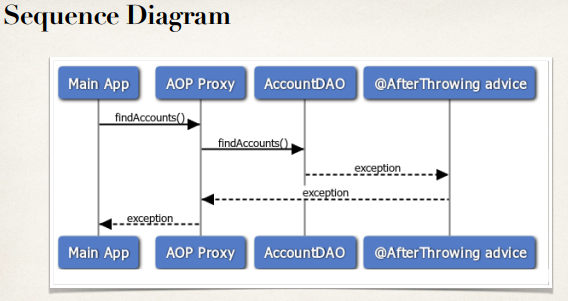 Sequence Diagram
Main App AOP Proxy AccountDAO @AfterThrowing advice
findAccounts()
findAccounts()
exception
exception
exception
Main App AOP Proxy AccountDAO @AfterThrowing advice